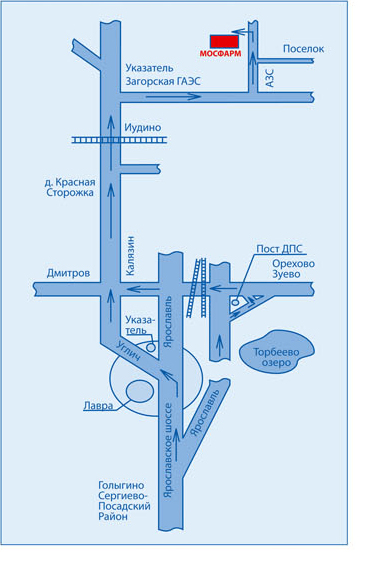 МОСФАРМ
Поселок
АЗС
Указатель
Загорская ГАЭС
Иудино
д. Красная
Сторожка
Калязин
Пост ДПС
Орехово
Зуево
Дмитров
Ярославль
Указа-
тель
Углич
Торбеево
озеро
Лавра
Ярославль
Ярославское шоссе
Голыгино
Сергиево-
Посадский
Район